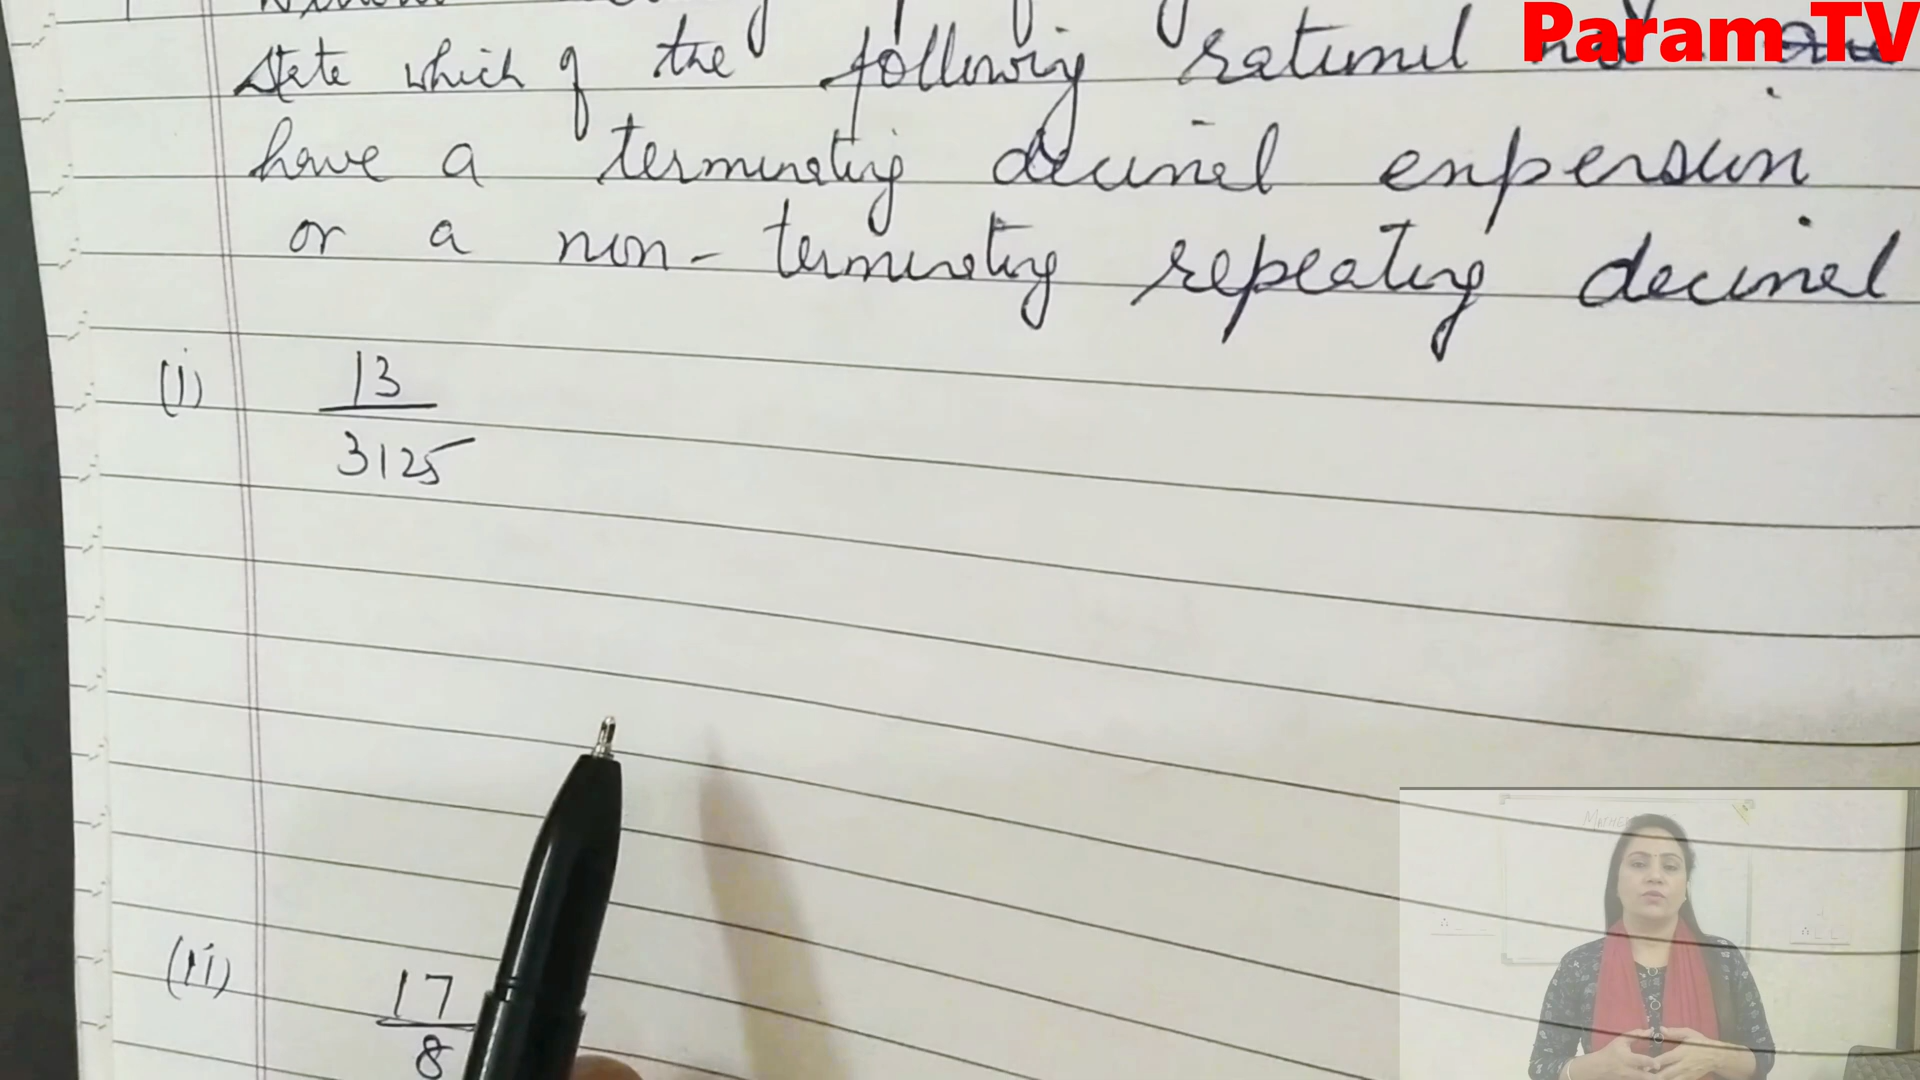 Param TV
State which of the following rational
have a terminating decimal expersion
or a non-terminating repeating decimal
(i) 13
3125
(ii) 17
8